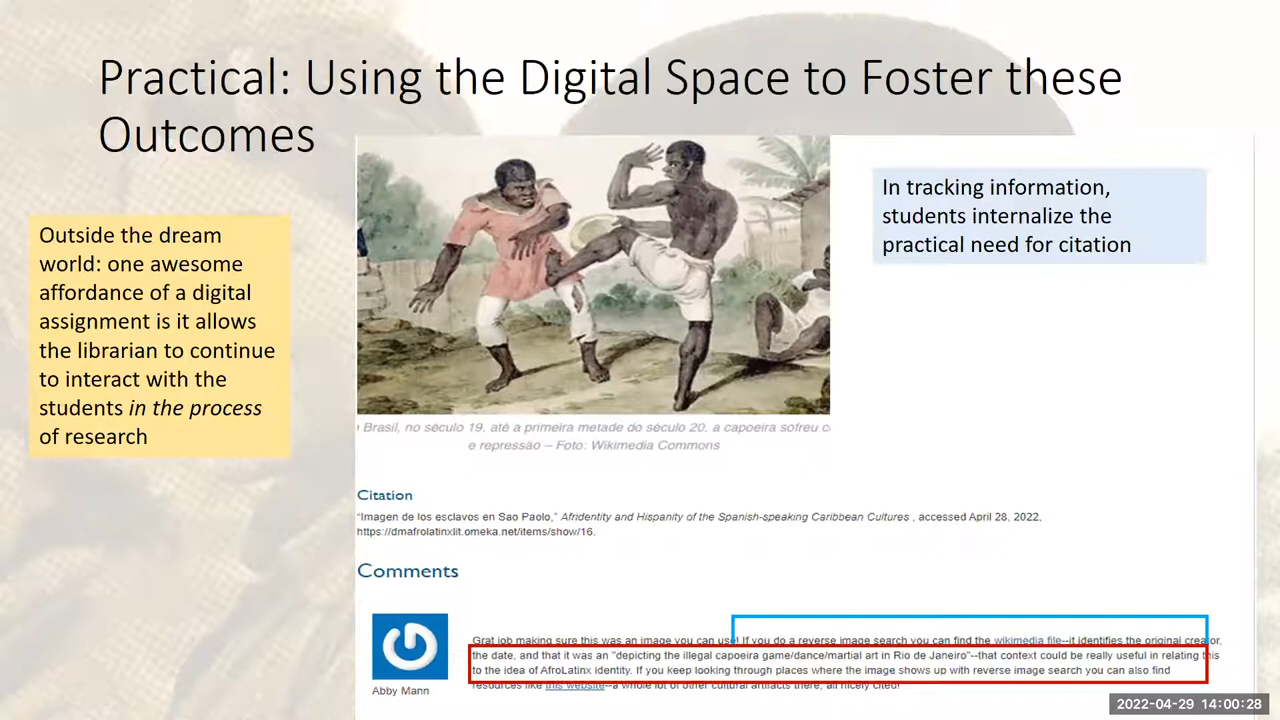 Practical: Using the Digital Space to Foster these
Outcomes
Outside the dream
world: one awesome
affordance of a digital
assignment is it allows
the librarian to continue
to interact with the
students in the process
of research
In tracking information,
students internalize the
practical need for citation
Brasil, no século 19, até a primeira metade do século 20, a capoeira sofreu
e repressão – Foto: Wikimedia Commons
Citation
“Imagen de los esclavos en Sao Paolo,” Afridentity and Hispanity of the Spanish-speaking Caribbean Cultures , accessed April 28, 2022,
https://dmafrolatinxlit.omeka.net/items/show/16.
Comments
Grat job making sure this was an image you can use! If you do a reverse image search you can find the wikimedia file--it identifies the original creator,
the date, and that it was an "depicting the illegal capoeira game/dance/martial art in Rio de Janeiro"--that context could be really useful in relating this
to the idea of AfroLatinx identity. If you keep looking through places where the image shows up with reverse image search you can also find
resources like this website--a whole lot of other cultural artifacts there, all nicely cited!
Abby Mann
2022-04-29 14:00:28